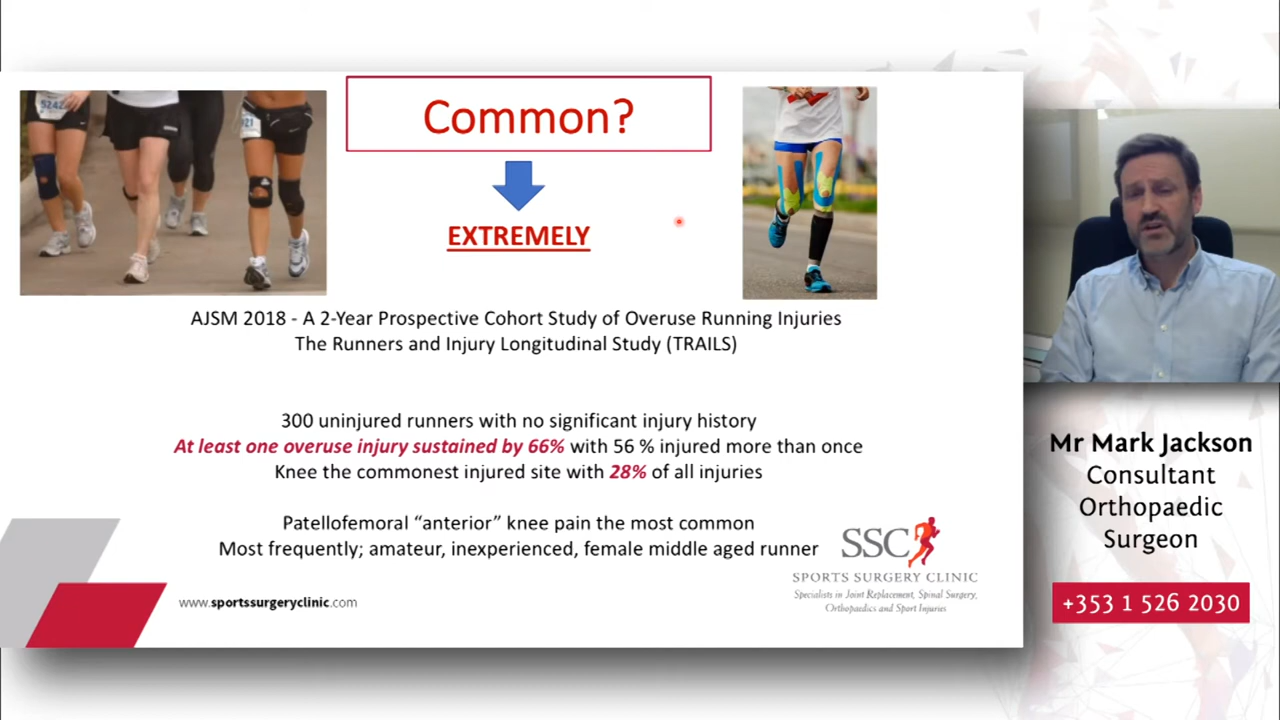 5242
21
Common?
EXTREMELY
AJSM 2018 - A 2-Year Prospective Cohort Study of Overuse Running Injuries
The Runners and Injury Longitudinal Study (TRAILS)
300 uninjured runners with no significant injury history
At least one overuse injury sustained by 66% with 56 % injured more than once
Knee the commonest injured site with 28% of all injuries
Patellofemoral “anterior” knee pain the most common
Most frequently; amateur, inexperienced, female middle aged runner
SSC
SPORTS SURGERY CLINIC
Specialists in Joint Replacement, Spinal Surgery,
Orthopaedics and Sport Injuries
www.sportssurgeryclinic.com
Mr Mark Jackson
Consultant
Orthopaedic
Surgeon
+353 1 526 2030